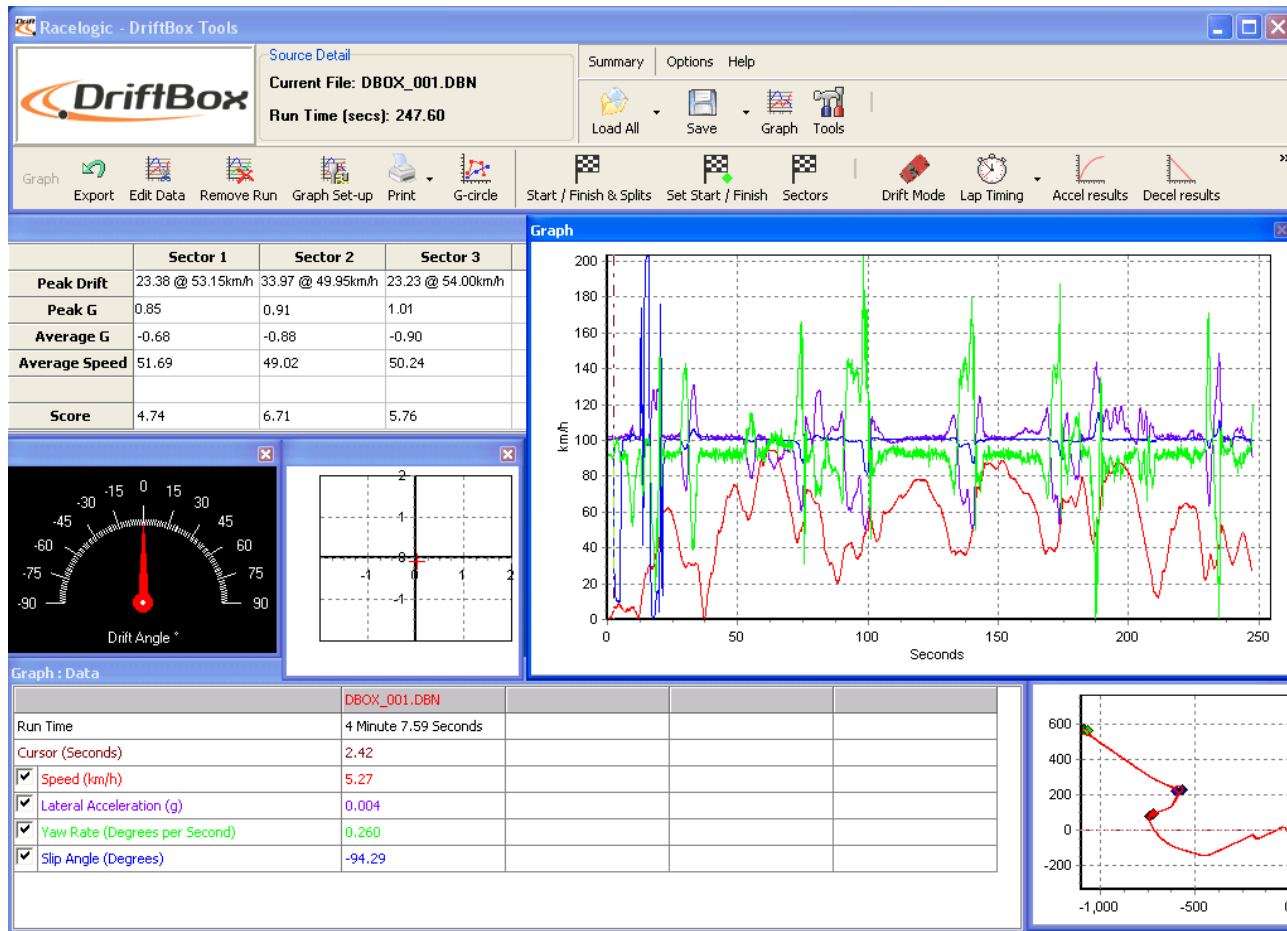 Racelogic - DriftBox Tools
DriftBox
Source Detail
Current File: DBOX_001.DBN
Run Time (secs): 247.60
Summary Options Help
Load All Save Graph Tools
Graph Export Edit Data Remove Run Graph Set-up Print G-circle Start / Finish & Splits Set Start / Finish Sectors Drift Mode Lap Timing Accel results Decel results
Sector 1 Sector 2 Sector 3
Peak Drift 23.38 @ 53.15km/h 33.97 @ 49.95km/h 23.23 @ 54.00km/h
Peak G 0.85 0.91 1.01
Average G -0.68 -0.88 -0.90
Average Speed 51.69 49.02 50.24
Score 4.74 6.71 5.76
Graph
200
180
160
140
120
100
80
60
40
20
0
km/h
0 50 100 150 200 250
Seconds
-90 -75 -60 -45 -30 -15 0 15 30 45 60 75 90
Drift Angle °
2
1
0
-1
-1 0 1 2
Graph : Data
DBOX_001.DBN
Run Time 4 Minute 7.59 Seconds
Cursor (Seconds) 2.42
Speed (km/h) 5.27
Lateral Acceleration (g) 0.004
Yaw Rate (Degrees per Second) 0.260
Slip Angle (Degrees) -94.29
600
400
200
0
-200
-1,000 -500